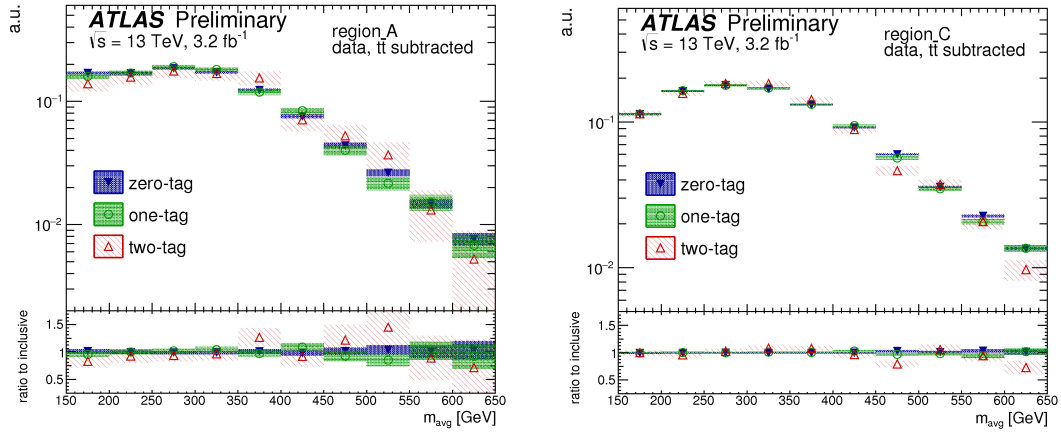 a.u.
ATLAS Preliminary
√s = 13 TeV, 3.2 fb⁻¹
region_A
data, tt̄ subtracted
10⁻¹
10⁻²
zero-tag
one-tag
two-tag
ratio to inclusive
1.5
1
0.5
150 200 250 300 350 400 450 500 550 600 650
m_avg [GeV]
a.u.
ATLAS Preliminary
√s = 13 TeV, 3.2 fb⁻¹
region_C
data, tt̄ subtracted
10⁻¹
10⁻²
zero-tag
one-tag
two-tag
ratio to inclusive
1.5
1
0.5
150 200 250 300 350 400 450 500 550 600 650
m_avg [GeV]